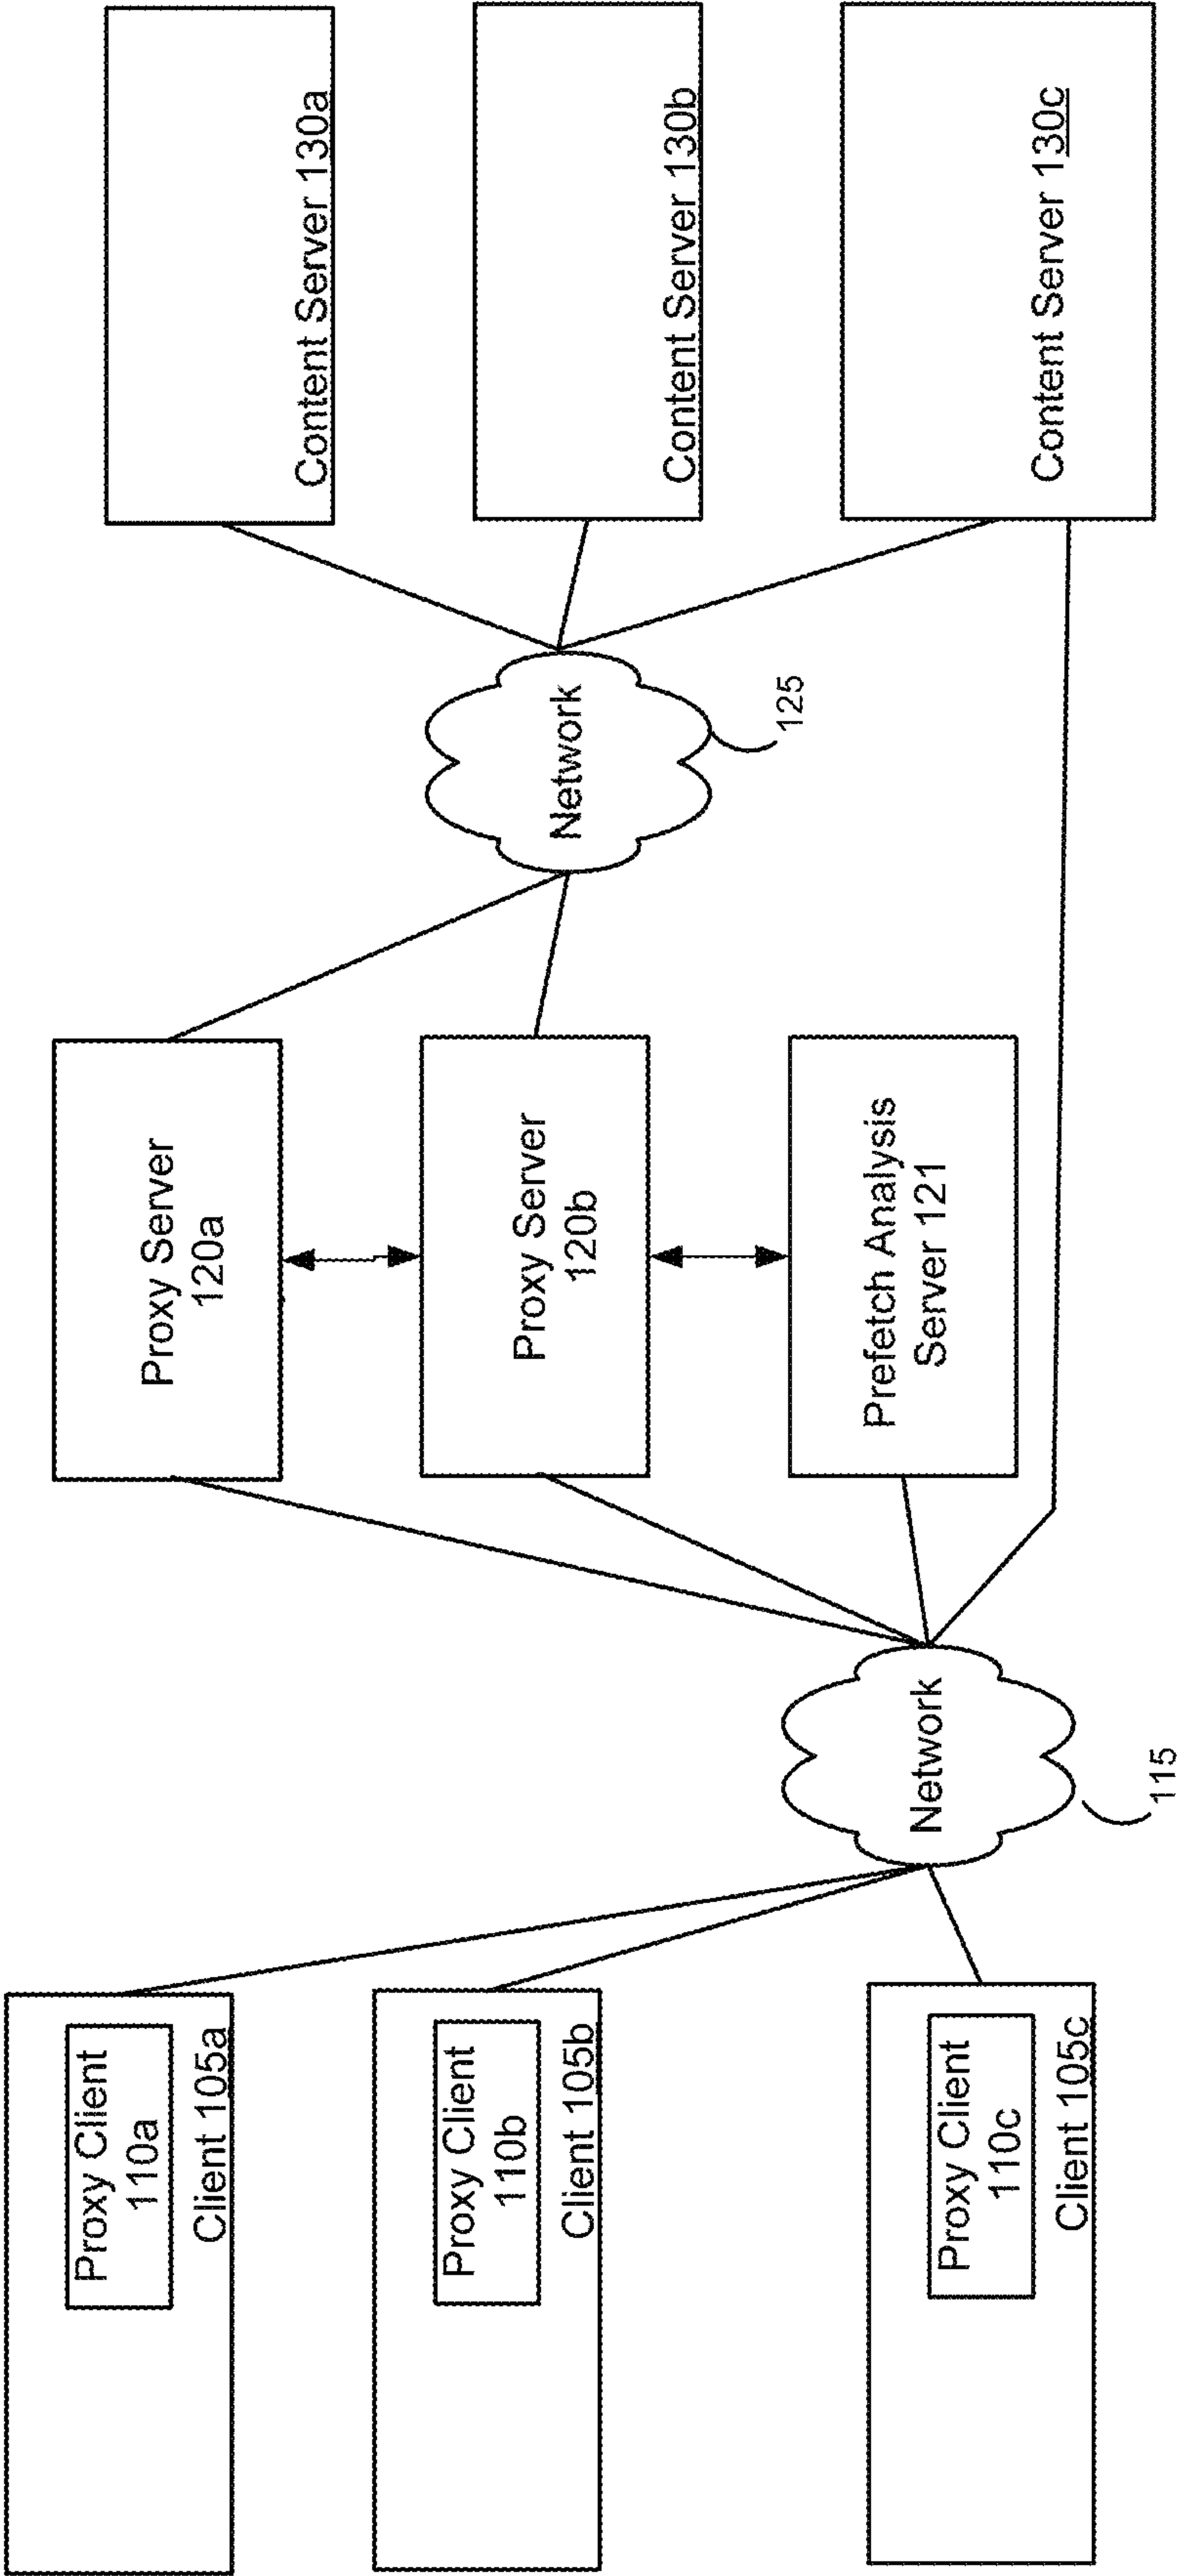 Proxy Client
110a
Client 105a
Proxy Client
110b
Client 105b
Proxy Client
110c
Client 105c
Network
115
Proxy Server
120a
Proxy Server
120b
Prefetch Analysis
Server 121
Network
125
Content Server 130a
Content Server 130b
Content Server 130c